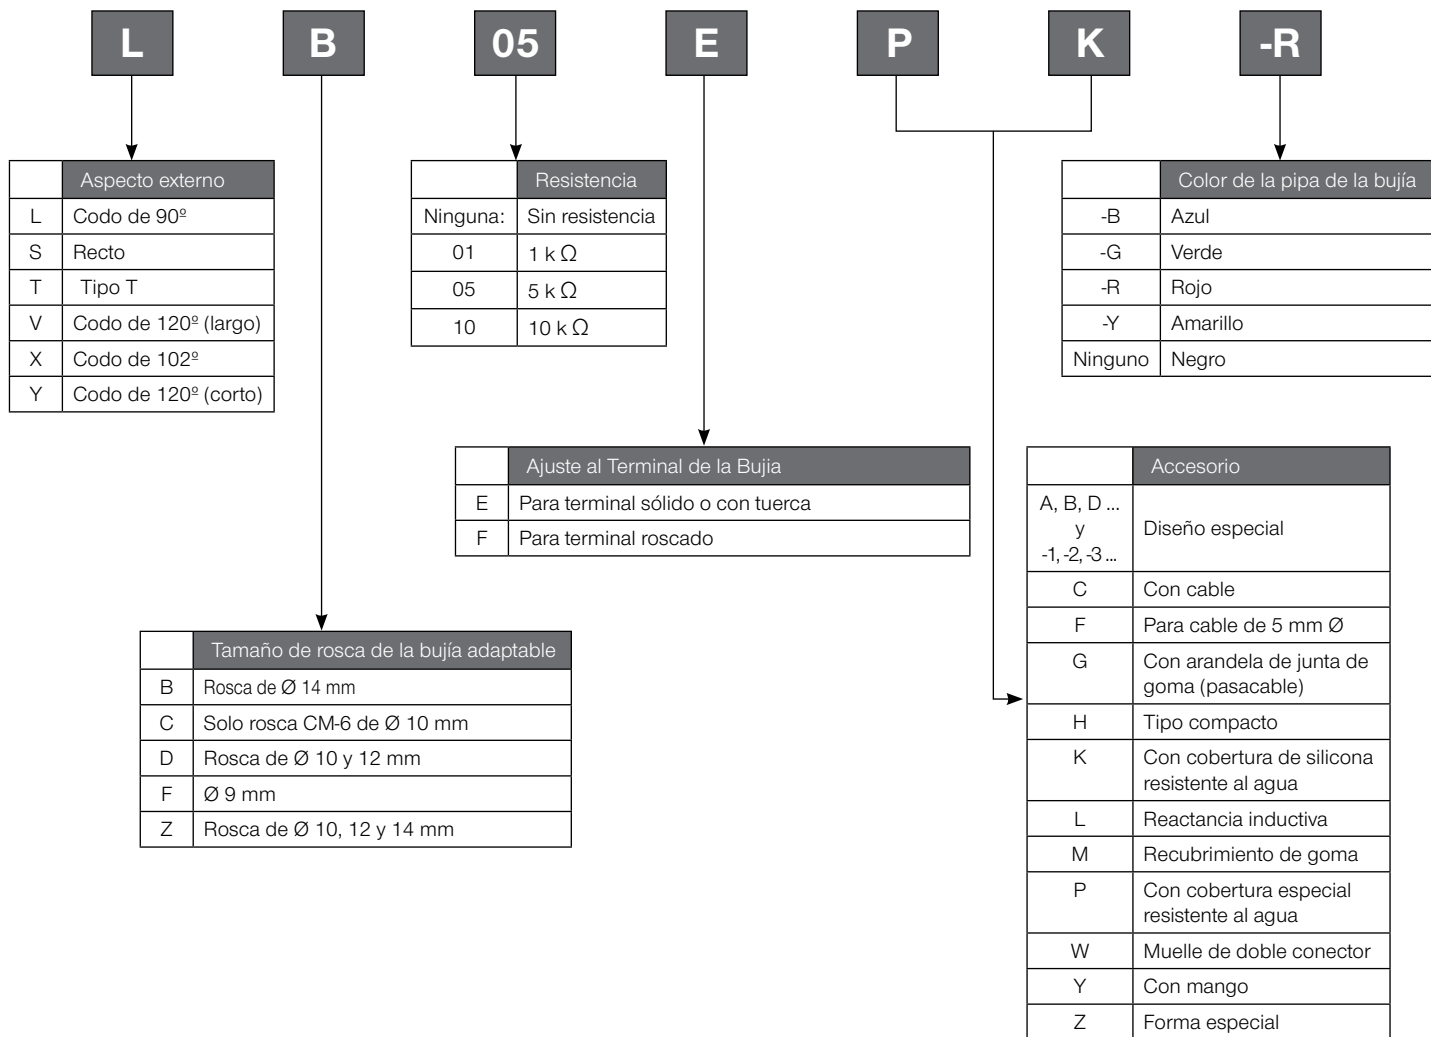 L B 05 E P K -R
Aspecto externo
L Codo de 90º
S Recto
T Tipo T
V Codo de 120º (largo)
X Codo de 102º
Y Codo de 120º (corto)
Resistencia
Ninguna: Sin resistencia
01 1 k Ω
05 5 k Ω
10 10 k Ω
Color de la pipa de la bujía
-B Azul
-G Verde
-R Rojo
-Y Amarillo
Ninguno Negro
Ajuste al Terminal de la Bujia
E Para terminal sólido o con tuerca
F Para terminal roscado
Tamaño de rosca de la bujía adaptable
B Rosca de Ø 14 mm
C Solo rosca CM-6 de Ø 10 mm
D Rosca de Ø 10 y 12 mm
F Ø 9 mm
Z Rosca de Ø 10, 12 y 14 mm
Accesorio
A, B, D ...
y
-1, -2, -3 ...
Diseño especial
C Con cable
F Para cable de 5 mm Ø
G Con arandela de junta de
goma (pasacable)
H Tipo compacto
K Con cobertura de silicona
resistente al agua
L Reactancia inductiva
M Recubrimiento de goma
P Con cobertura especial
resistente al agua
W Muelle de doble conector
Y Con mango
Z Forma especial